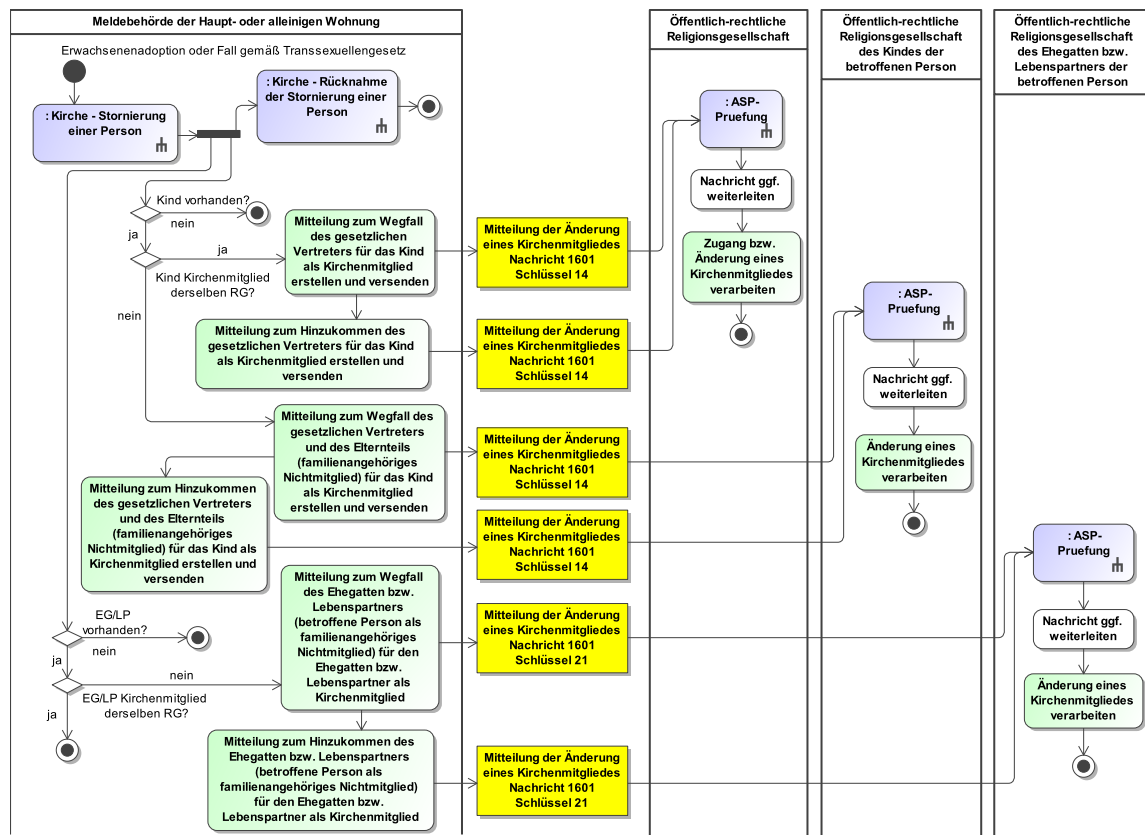 Meldebehörde der Haupt- oder alleinigen Wohnung
Öffentlich-rechtliche
Religionsgesellschaft
Öffentlich-rechtliche
Religionsgesellschaft
des Kindes der
betroffenen Person
Öffentlich-rechtliche
Religionsgesellschaft
des Ehegatten bzw.
Lebenspartners der
betroffenen Person
Erwachsenenadoption oder Fall gemäß Transsexuellengesetz
: Kirche - Stornierung
einer Person
: Kirche - Rücknahme
der Stornierung einer
Person
Kind vorhanden?
nein
ja
ja
Kind Kirchenmitglied
derselben RG?
nein
Mitteilung zum Wegfall
des gesetzlichen
Vertreters für das Kind
als Kirchenmitglied
erstellen und versenden
Mitteilung der Änderung
eines Kirchenmitgliedes
Nachricht 1601
Schlüssel 14
Mitteilung zum Hinzukommen des
gesetzlichen Vertreters für das Kind
als Kirchenmitglied erstellen und
versenden
Mitteilung der Änderung
eines Kirchenmitgliedes
Nachricht 1601
Schlüssel 14
: ASP-
Pruefung
Nachricht ggf.
weiterleiten
Zugang bzw.
Änderung eines
Kirchenmitgliedes
verarbeiten
Mitteilung zum Wegfall des
gesetzlichen Vertreters
und des Elternteils
(familienangehöriges
Nichtmitglied) für das Kind
als Kirchenmitglied
erstellen und versenden
Mitteilung der Änderung
eines Kirchenmitgliedes
Nachricht 1601
Schlüssel 14
Mitteilung zum Hinzukommen
des gesetzlichen Vertreters
und des Elternteils
(familienangehöriges
Nichtmitglied) für das Kind als
Kirchenmitglied erstellen und
versenden
Mitteilung der Änderung
eines Kirchenmitgliedes
Nachricht 1601
Schlüssel 14
: ASP-
Pruefung
Nachricht ggf.
weiterleiten
Änderung eines
Kirchenmitgliedes
verarbeiten
EG/LP
vorhanden?
nein
ja
nein
EG/LP Kirchenmitglied
derselben RG?
ja
Mitteilung zum Wegfall
des Ehegatten bzw.
Lebenspartners
(betroffene Person als
familienangehöriges
Nichtmitglied) für den
Ehegatten bzw.
Lebenspartner als
Kirchenmitglied
Mitteilung der Änderung
eines Kirchenmitgliedes
Nachricht 1601
Schlüssel 21
Mitteilung zum Hinzukommen des
Ehegatten bzw. Lebenspartners
(betroffene Person als
familienangehöriges Nichtmitglied)
für den Ehegatten bzw.
Lebenspartner als Kirchenmitglied
Mitteilung der Änderung
eines Kirchenmitgliedes
Nachricht 1601
Schlüssel 21
: ASP-
Pruefung
Nachricht ggf.
weiterleiten
Änderung eines
Kirchenmitgliedes
verarbeiten